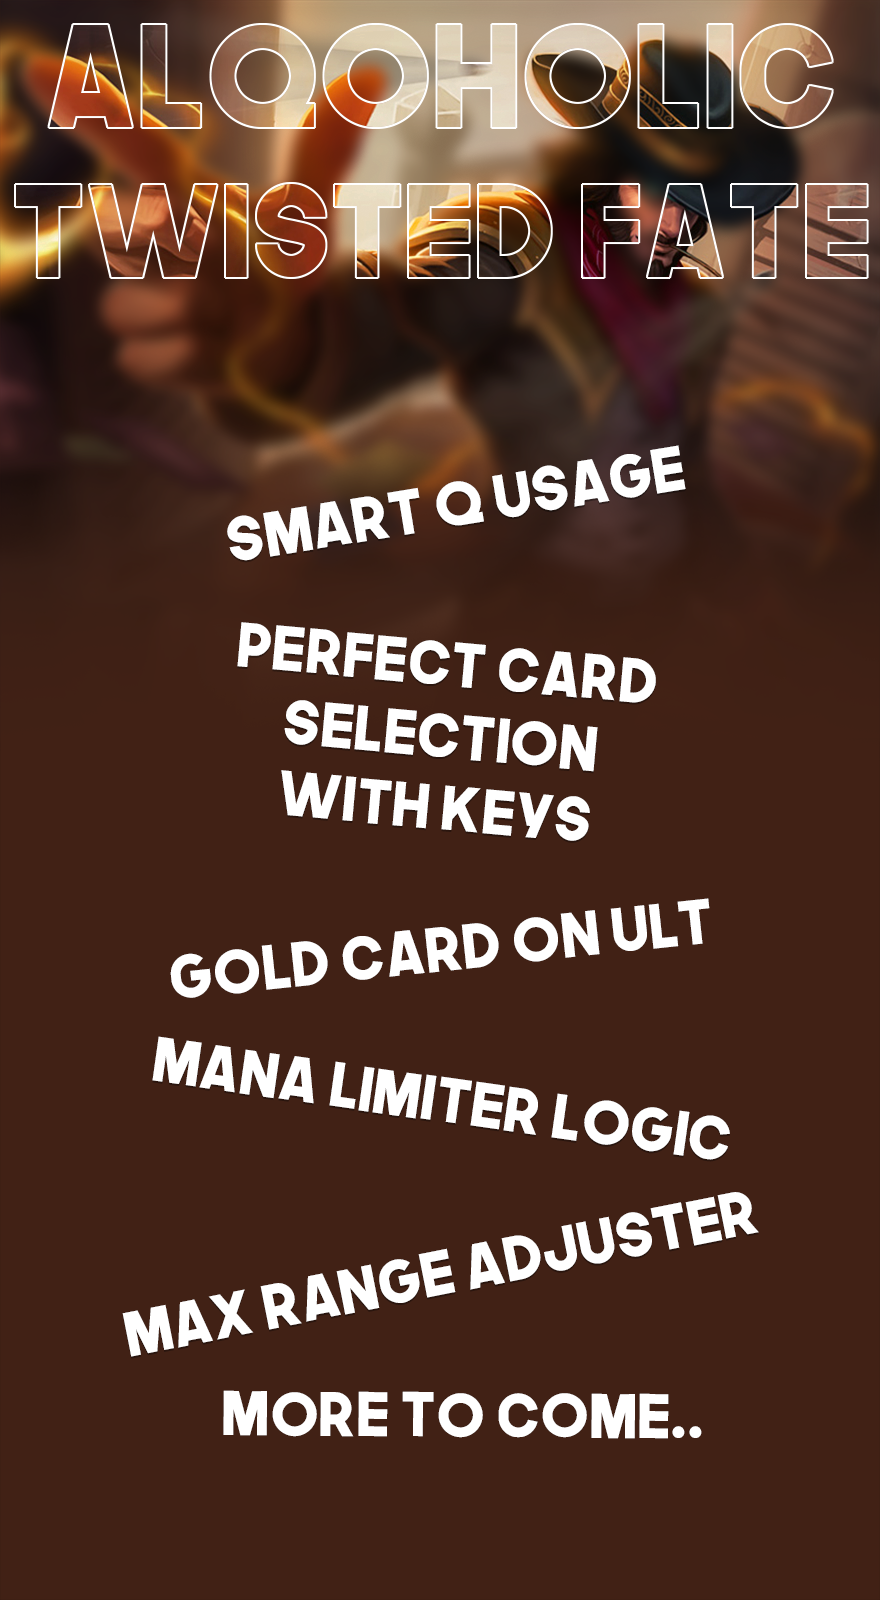 ALQOHOLIC
TWISTED FATE
SMART Q USAGE
PERFECT CARD
SELECTION
WITH KEYS
GOLD CARD ON ULT
MANA LIMITER LOGIC
MAX RANGE ADJUSTER
MORE TO COME..